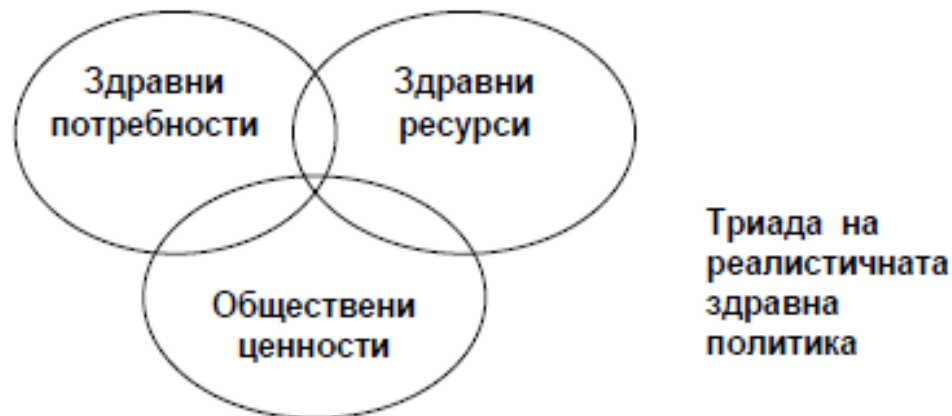 Здравни
потребности
Здравни
ресурси
Обществени
ценности
Триада на
реалистичната
здравна
политика